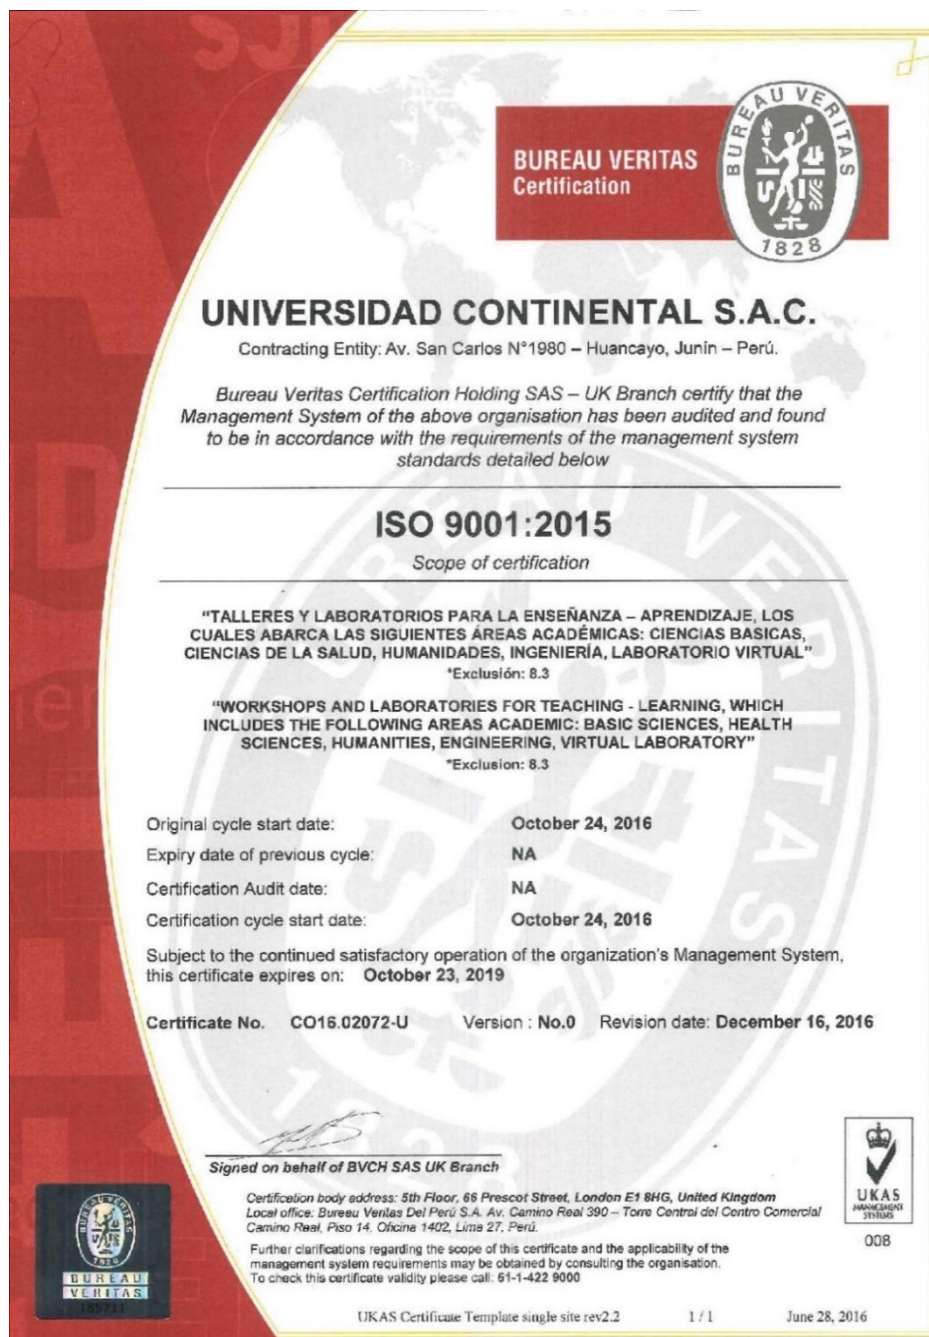 BUREAU VERITAS
Certification
BUREAU VERITAS
1828
UNIVERSIDAD CONTINENTAL S.A.C.
Contracting Entity: Av. San Carlos N°1980 – Huancayo, Junín – Perú.
Bureau Veritas Certification Holding SAS – UK Branch certify that the
Management System of the above organisation has been audited and found
to be in accordance with the requirements of the management system
standards detailed below
ISO 9001:2015
Scope of certification
“TALLERES Y LABORATORIOS PARA LA ENSEÑANZA – APRENDIZAJE, LOS
CUALES ABARCA LAS SIGUIENTES ÁREAS ACADÉMICAS: CIENCIAS BASICAS,
CIENCIAS DE LA SALUD, HUMANIDADES, INGENIERÍA, LABORATORIO VIRTUAL”
*Exclusión: 8.3
“WORKSHOPS AND LABORATORIES FOR TEACHING - LEARNING, WHICH
INCLUDES THE FOLLOWING AREAS ACADEMIC: BASIC SCIENCES, HEALTH
SCIENCES, HUMANITIES, ENGINEERING, VIRTUAL LABORATORY”
*Exclusion: 8.3
Original cycle start date: October 24, 2016
Expiry date of previous cycle: NA
Certification Audit date: NA
Certification cycle start date: October 24, 2016
Subject to the continued satisfactory operation of the organization's Management System,
this certificate expires on: October 23, 2019
Certificate No. CO16.02072-U Version : No.0 Revision date: December 16, 2016
Signed on behalf of BVCH SAS UK Branch
Certification body address: 5th Floor, 66 Prescot Street, London E1 8HG, United Kingdom
Local office: Bureau Veritas Del Perú S.A. Av. Camino Real 390 – Torre Central del Centro Comercial
Camino Real, Piso 14, Oficina 1402, Lima 27, Perú.
Further clarifications regarding the scope of this certificate and the applicability of the
management system requirements may be obtained by consulting the organisation.
To check this certificate validity please call: 51-1-422 9000
UKAS
MANAGEMENT
SYSTEMS
008
BUREAU VERITAS
1828
BUREAU
VERITAS
UKAS Certificate Template single site rev2.2 1 / 1 June 28, 2016